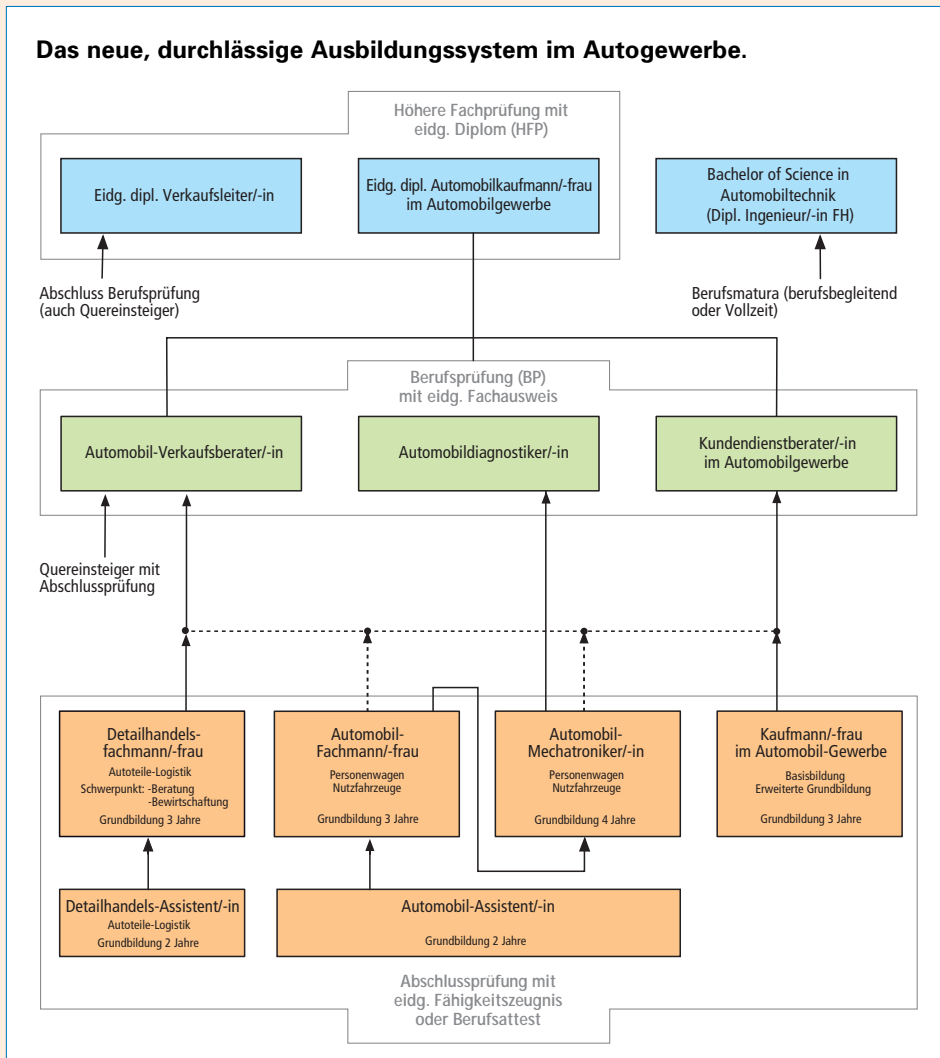 Das neue, durchlässige Ausbildungssystem im Autogewerbe.
Höhere Fachprüfung mit
eidg. Diplom (HFP)
Eidg. dipl. Verkaufsleiter/-in
Eidg. dipl. Automobilkaufmann/-frau
im Automobilgewerbe
Bachelor of Science in
Automobiltechnik
(Dipl. Ingenieur/-in FH)
Abschluss Berufsprüfung
(auch Quereinsteiger)
Berufsmatura (berufsbegleitend
oder Vollzeit)
Berufsprüfung (BP)
mit eidg. Fachausweis
Automobil-Verkaufsberater/-in
Automobildiagnostiker/-in
Kundendienstberater/-in
im Automobilgewerbe
Quereinsteiger mit
Abschlussprüfung
Detailhandels-
fachmann/-frau
Autoteile-Logistik
Schwerpunkt: -Beratung
-Bewirtschaftung
Grundbildung 3 Jahre
Automobil-
Fachmann/-frau
Personenwagen
Nutzfahrzeuge
Grundbildung 3 Jahre
Automobil-
Mechatroniker/-in
Personenwagen
Nutzfahrzeuge
Grundbildung 4 Jahre
Kaufmann/-frau
im Automobil-Gewerbe
Basisbildung
Erweiterte Grundbildung
Grundbildung 3 Jahre
Detailhandels-Assistent/-in
Autoteile-Logistik
Grundbildung 2 Jahre
Automobil-Assistent/-in
Grundbildung 2 Jahre
Abschlussprüfung mit
eidg. Fähigkeitszeugnis
oder Berufsattest